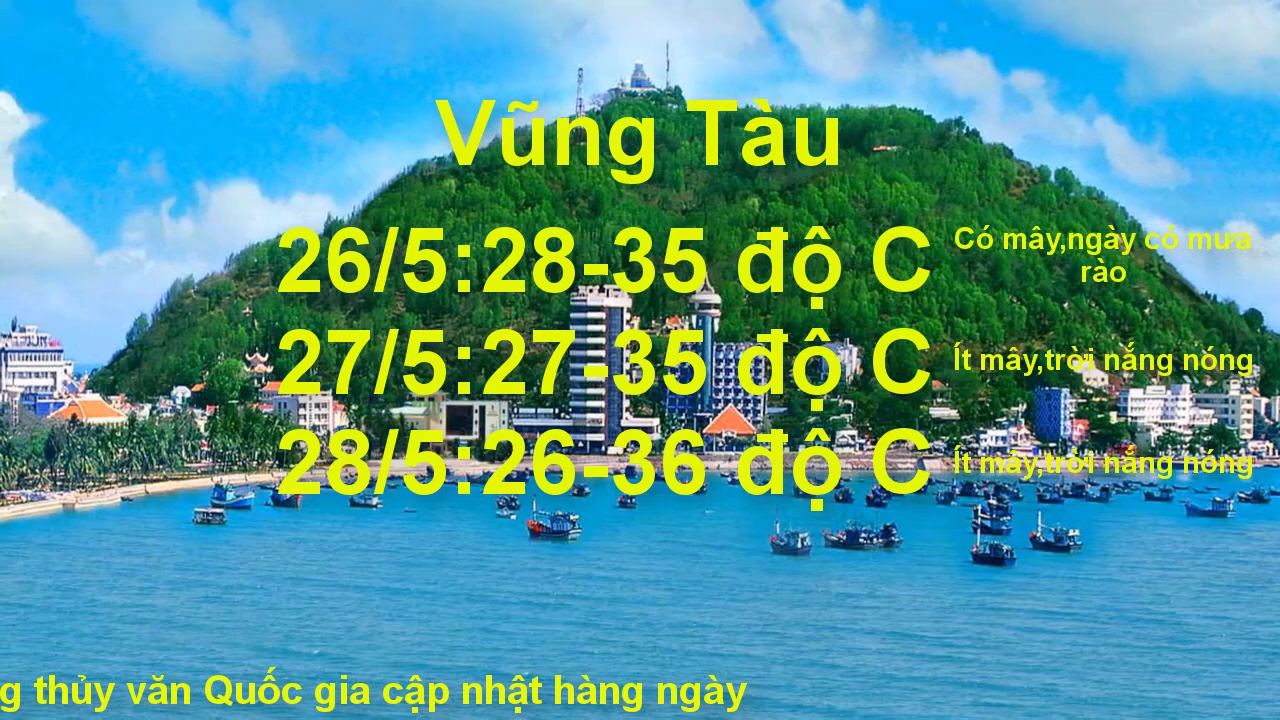 Vũng Tàu
26/5:28-35 độ C
Có mây,ngày có mưa
rào
27/5:27-35 độ C
Ít mây,trời nắng nóng
28/5:26-36 độ C
Ít mây,trời nắng nóng
g thủy văn Quốc gia cập nhật hàng ngày